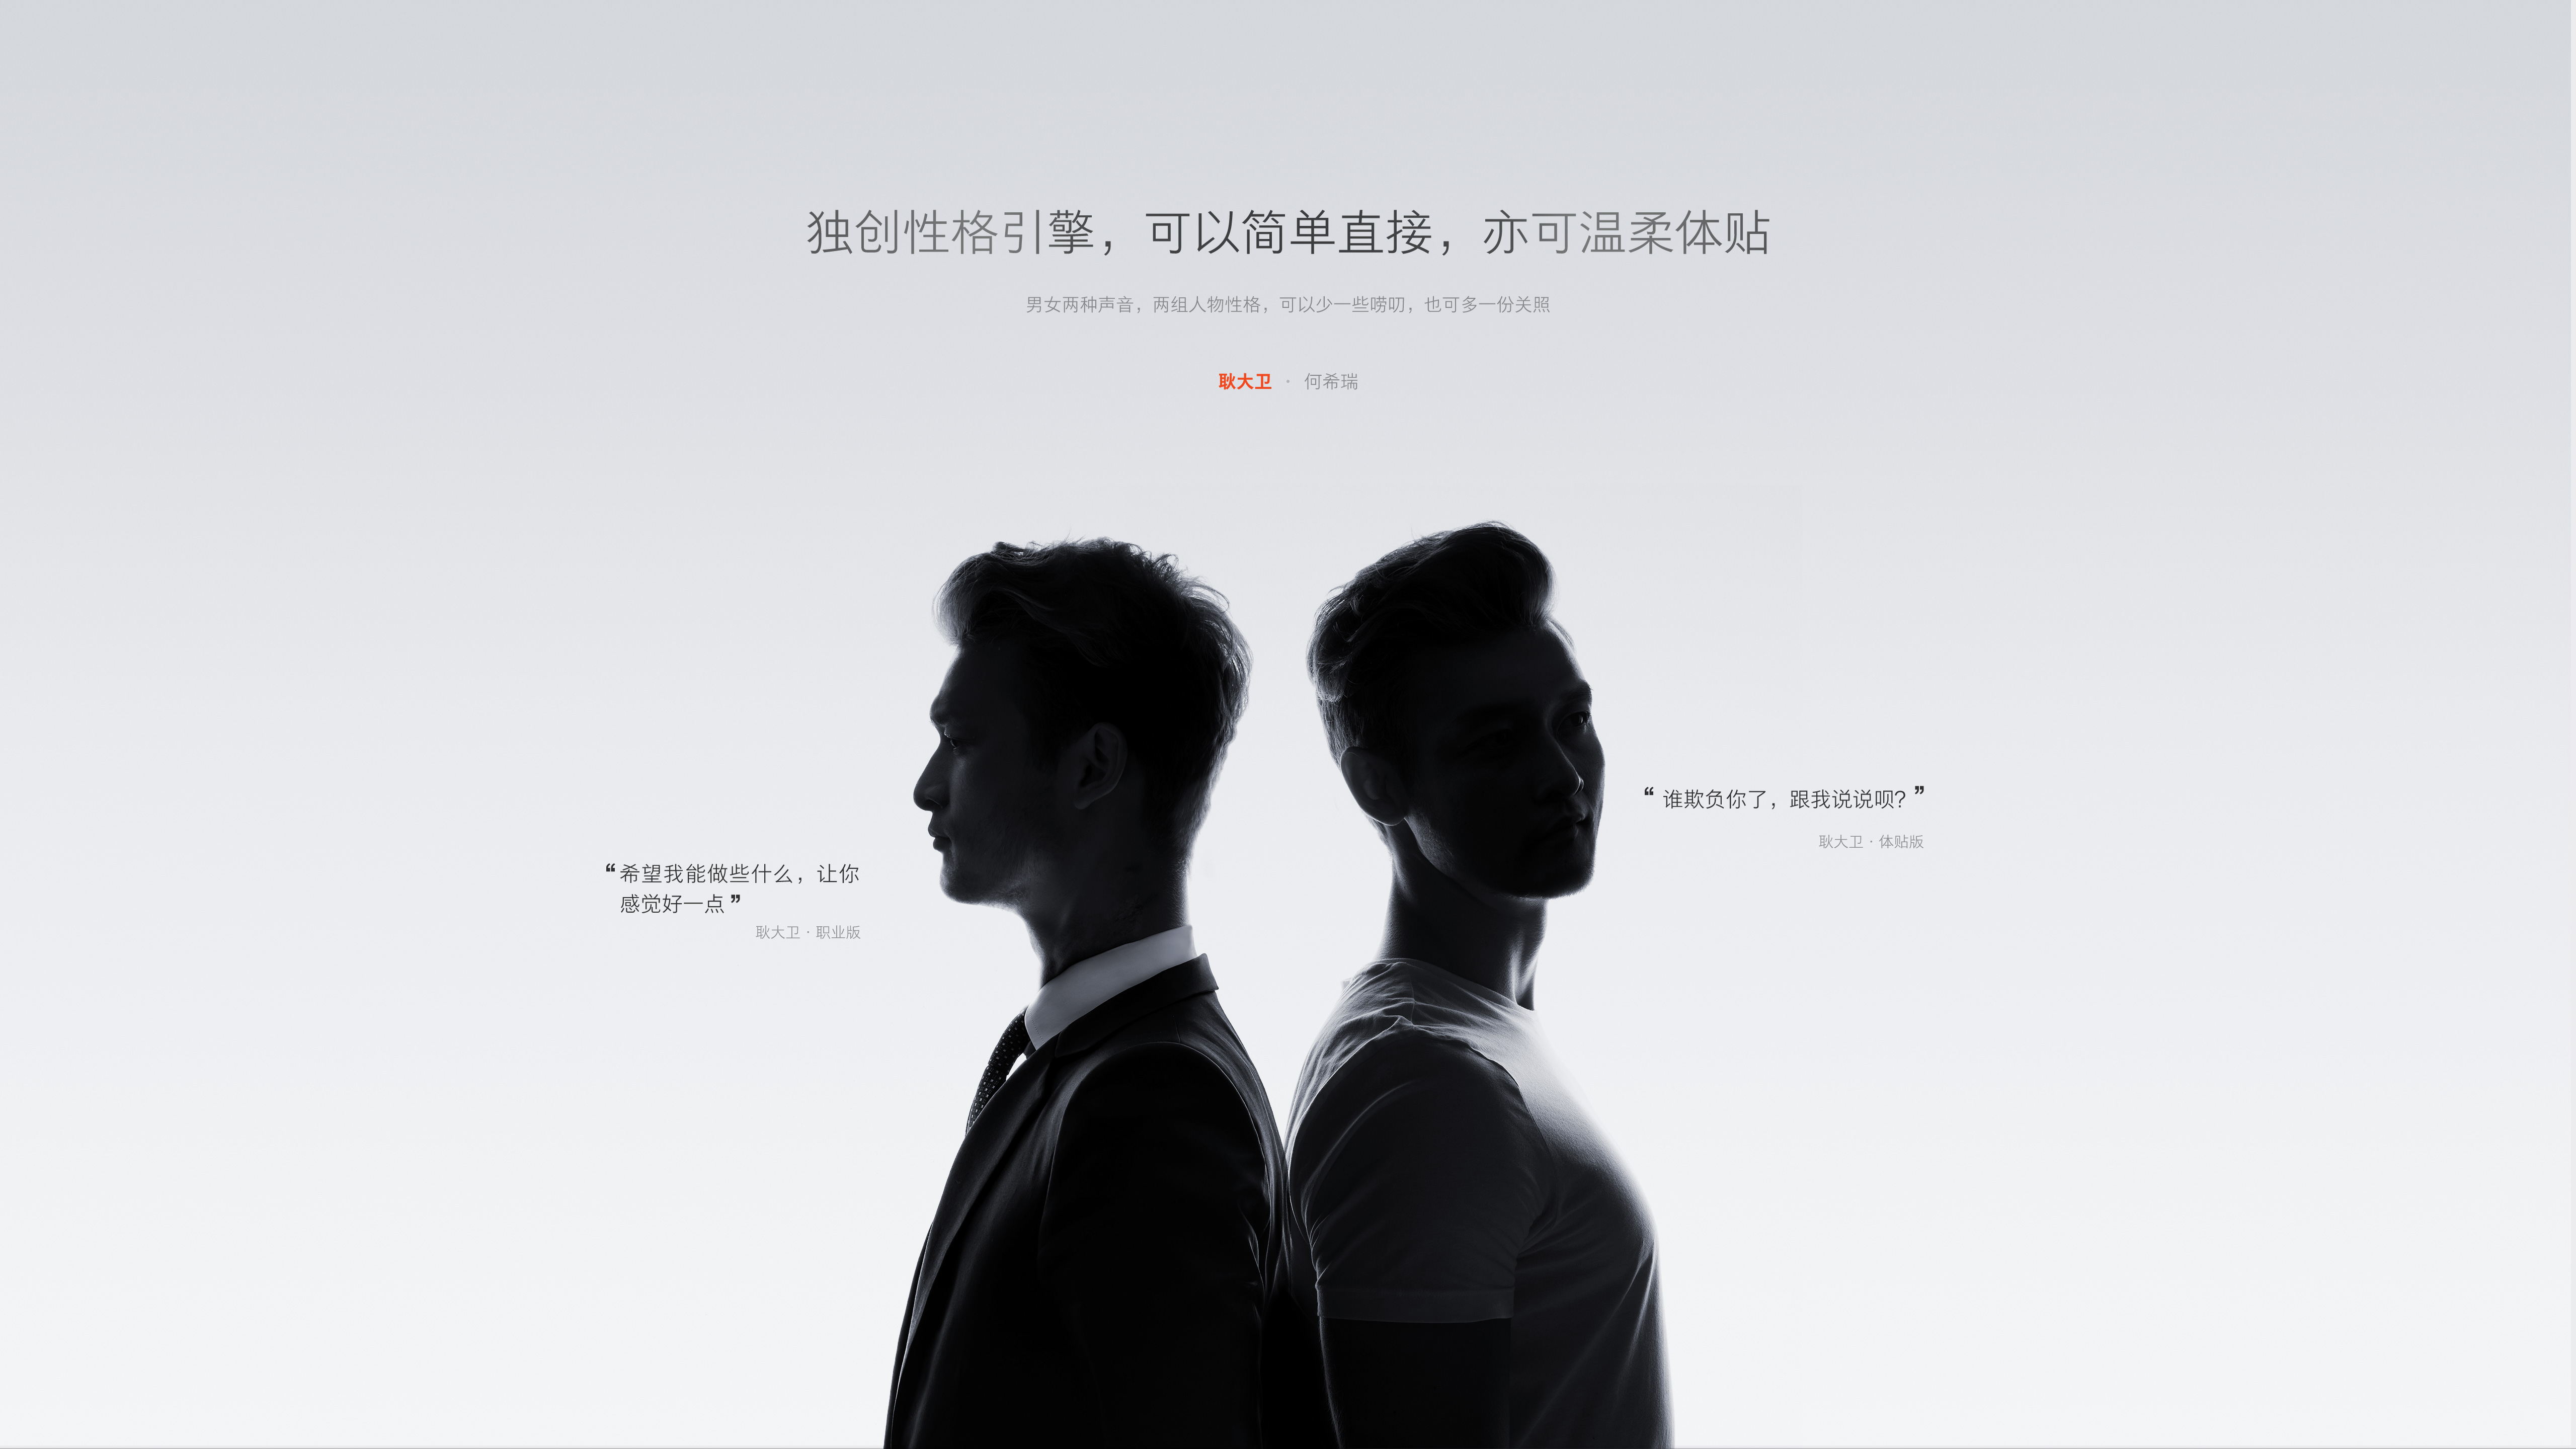 独创性格引擎，可以简单直接，亦可温柔体贴
男女两种声音，两组人物性格，可以少一些唠叨，也可多一份关照
耿大卫 · 何希瑞
“希望我能做些什么，让你
感觉好一点”
耿大卫 · 职业版
“谁欺负你了，跟我说说呗？”
耿大卫 · 体贴版